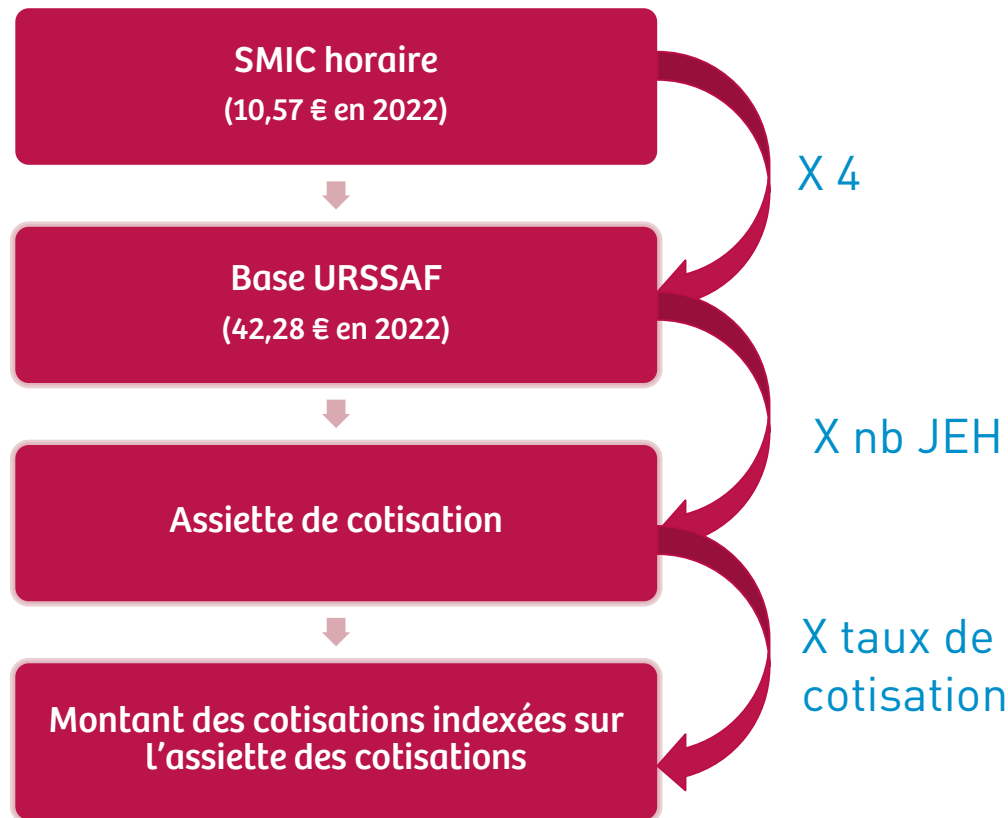 SMIC horaire
(10,57 € en 2022)
X 4
Base URSSAF
(42,28 € en 2022)
X nb JEH
Assiette de cotisation
X taux de
cotisation
Montant des cotisations indexées sur
l'assiette des cotisations